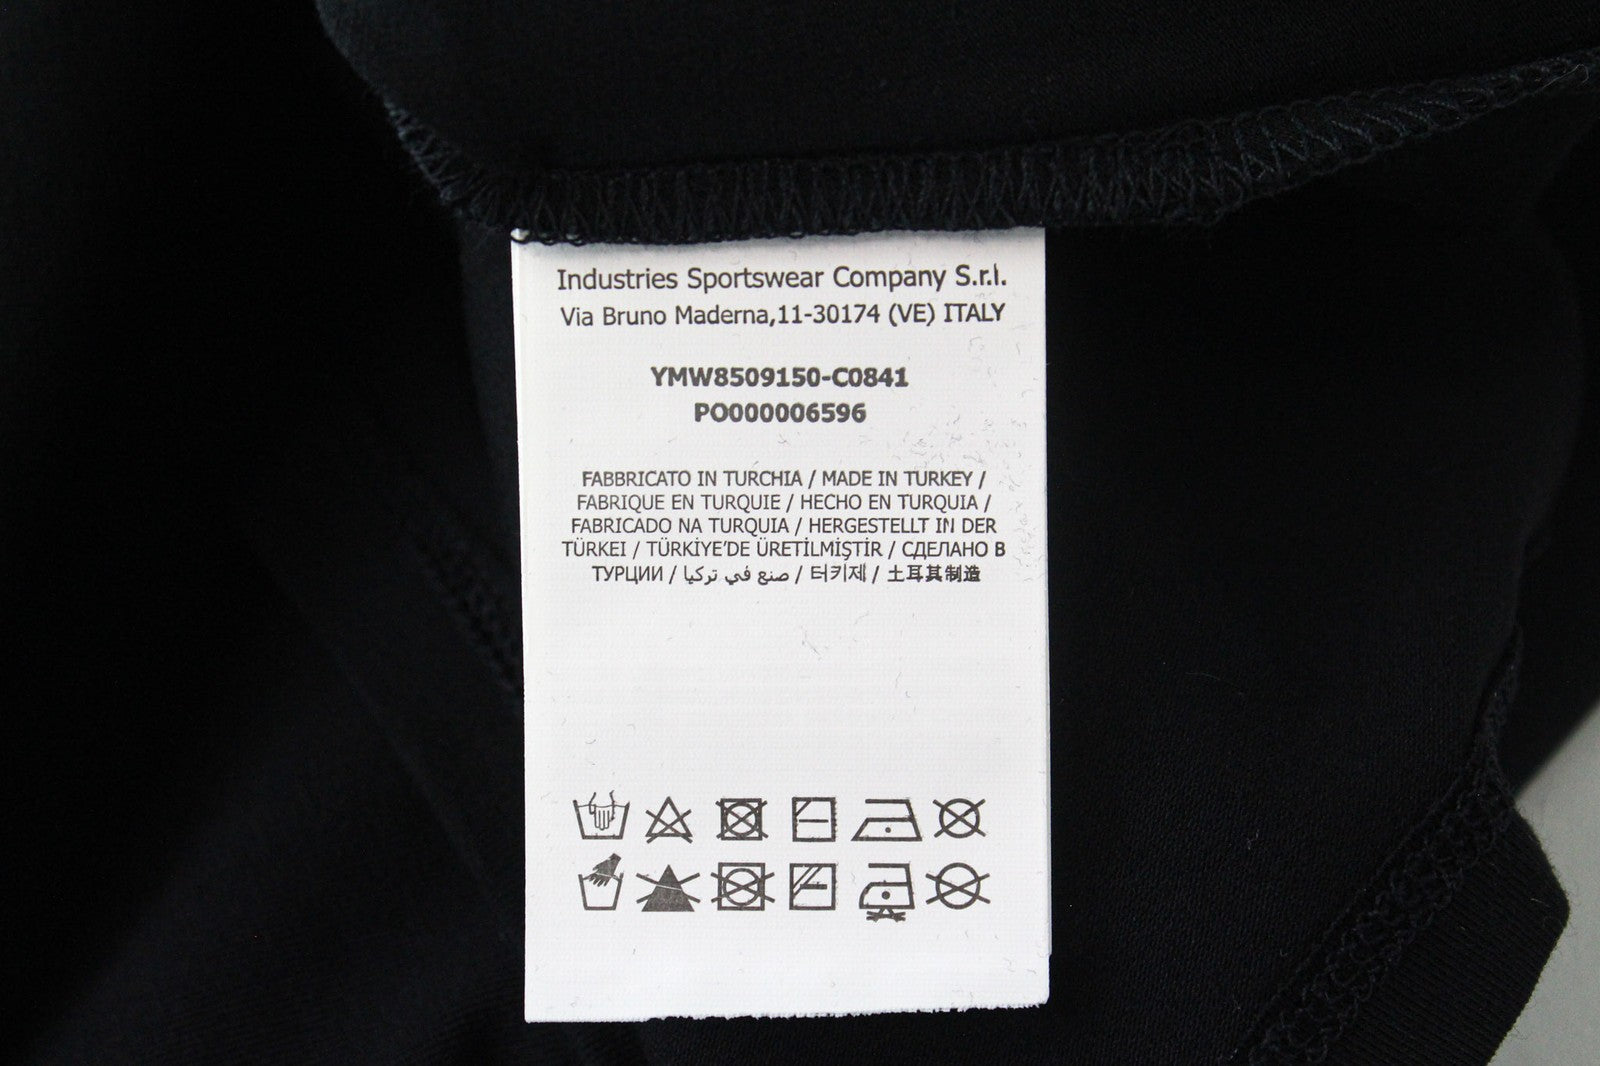 Industries Sportswear Company S.r.l.
Via Bruno Maderna,11-30174 (VE) ITALY
YMW8509150-C0841
PO000006596
FABBRICATO IN TURCHIA / MADE IN TURKEY /
FABRIQUE EN TURQUIE / HECHO EN TURQUIA /
FABRICADO NA TURQUIA / HERGESTELLT IN DER
TÜRKEI / TÜRKİYE'DE ÜRETİLMİŞTİR / СДЕЛАНО В
ТУРЦИИ / صنع في تركيا / 터키제 / 土耳其制造